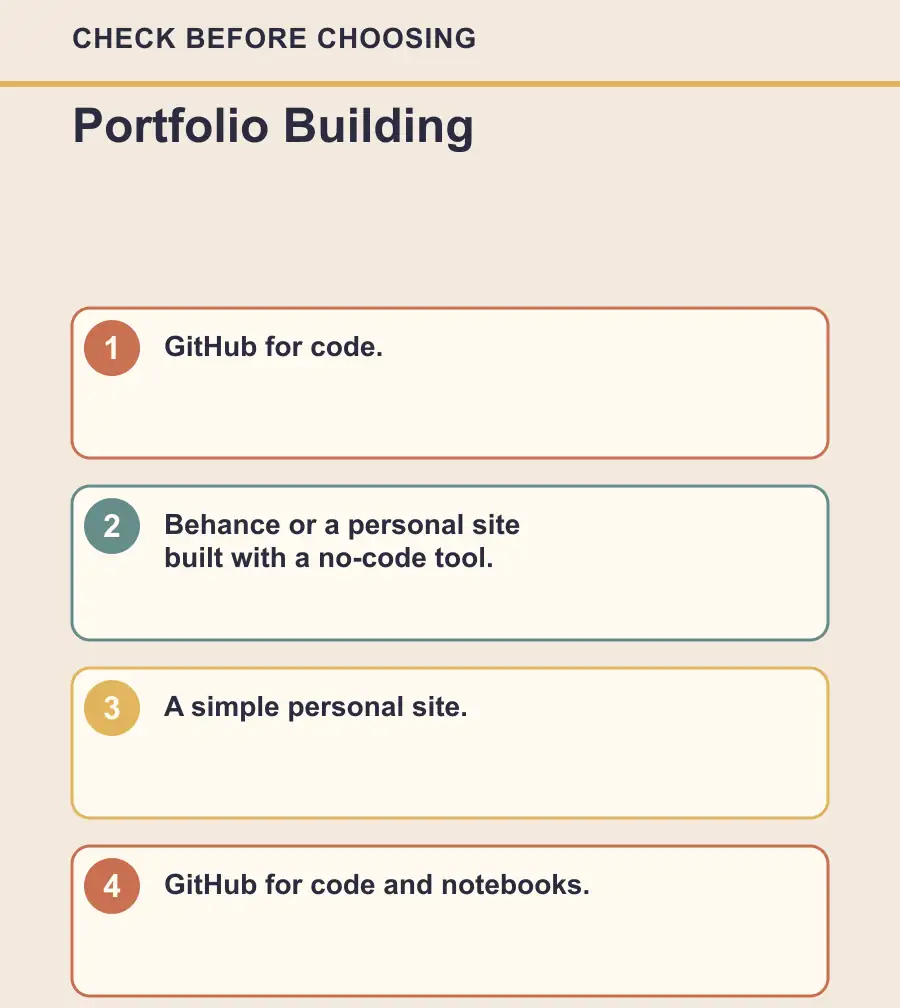 CHECK BEFORE CHOOSING
Portfolio Building
1
GitHub for code.
2
Behance or a personal site
built with a no-code tool.
3
A simple personal site.
4
GitHub for code and notebooks.